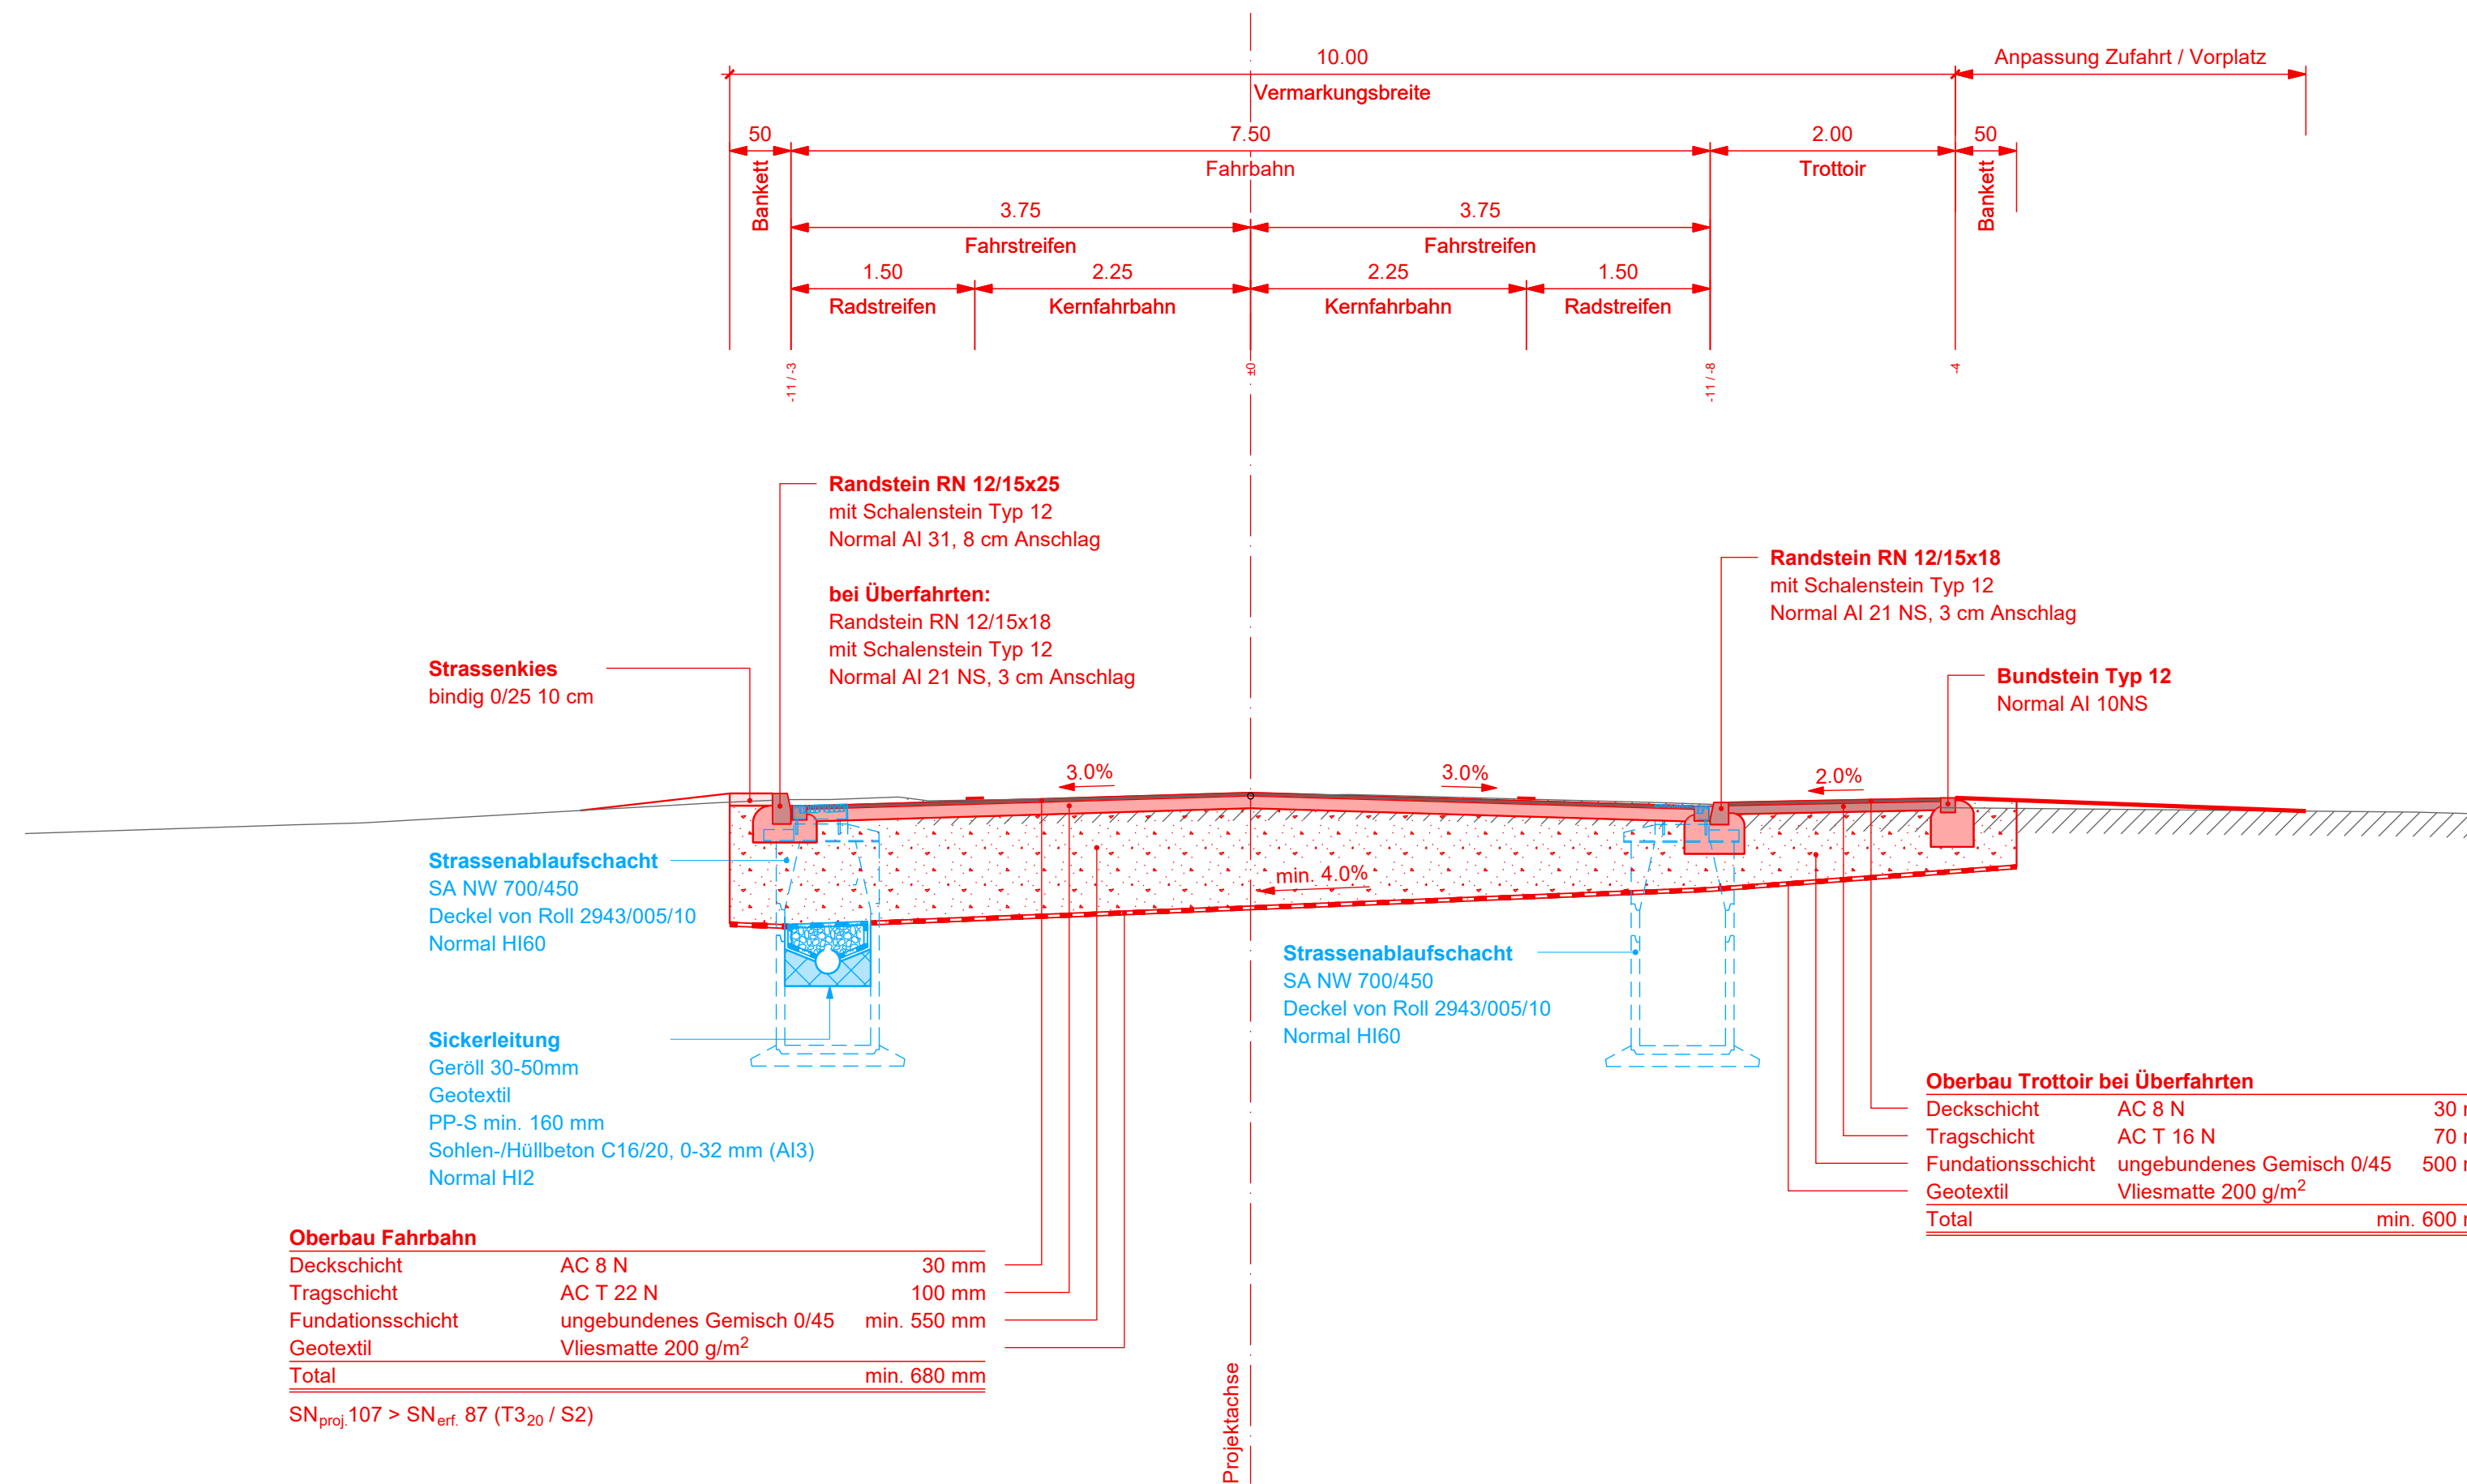 10.00
Anpassung Zufahrt / Vorplatz
Vermarkungsbreite
50
7.50
2.00
50
Bankett
Fahrbahn
Trottoir
Bankett
3.75
3.75
Fahrstreifen
Fahrstreifen
1.50
2.25
2.25
1.50
Radstreifen
Kernfahrbahn
Kernfahrbahn
Radstreifen
-11 / -3
±0
-11 / -8
-4
Randstein RN 12/15x25
mit Schalenstein Typ 12
Normal AI 31, 8 cm Anschlag
bei Überfahrten:
Randstein RN 12/15x18
mit Schalenstein Typ 12
Normal AI 21 NS, 3 cm Anschlag
Randstein RN 12/15x18
mit Schalenstein Typ 12
Normal AI 21 NS, 3 cm Anschlag
Strassenkies
bindig 0/25 10 cm
Bundstein Typ 12
Normal AI 10NS
3.0%
3.0%
2.0%
min. 4.0%
Strassenablaufschacht
SA NW 700/450
Deckel von Roll 2943/005/10
Normal HI60
Strassenablaufschacht
SA NW 700/450
Deckel von Roll 2943/005/10
Normal HI60
Sickerleitung
Geröll 30-50mm
Geotextil
PP-S min. 160 mm
Sohlen-/Hüllbeton C16/20, 0-32 mm (AI3)
Normal HI2
Oberbau Trottoir bei Überfahrten
Deckschicht AC 8 N 30
Tragschicht AC T 16 N 70
Fundationsschicht ungebundenes Gemisch 0/45 500
Geotextil Vliesmatte 200 g/m²
Total min. 600
Oberbau Fahrbahn
Deckschicht AC 8 N 30 mm
Tragschicht AC T 22 N 100 mm
Fundationsschicht ungebundenes Gemisch 0/45 min. 550 mm
Geotextil Vliesmatte 200 g/m²
Total min. 680 mm
SNproj.107 > SNerf. 87 (T320 / S2)
Projektachse